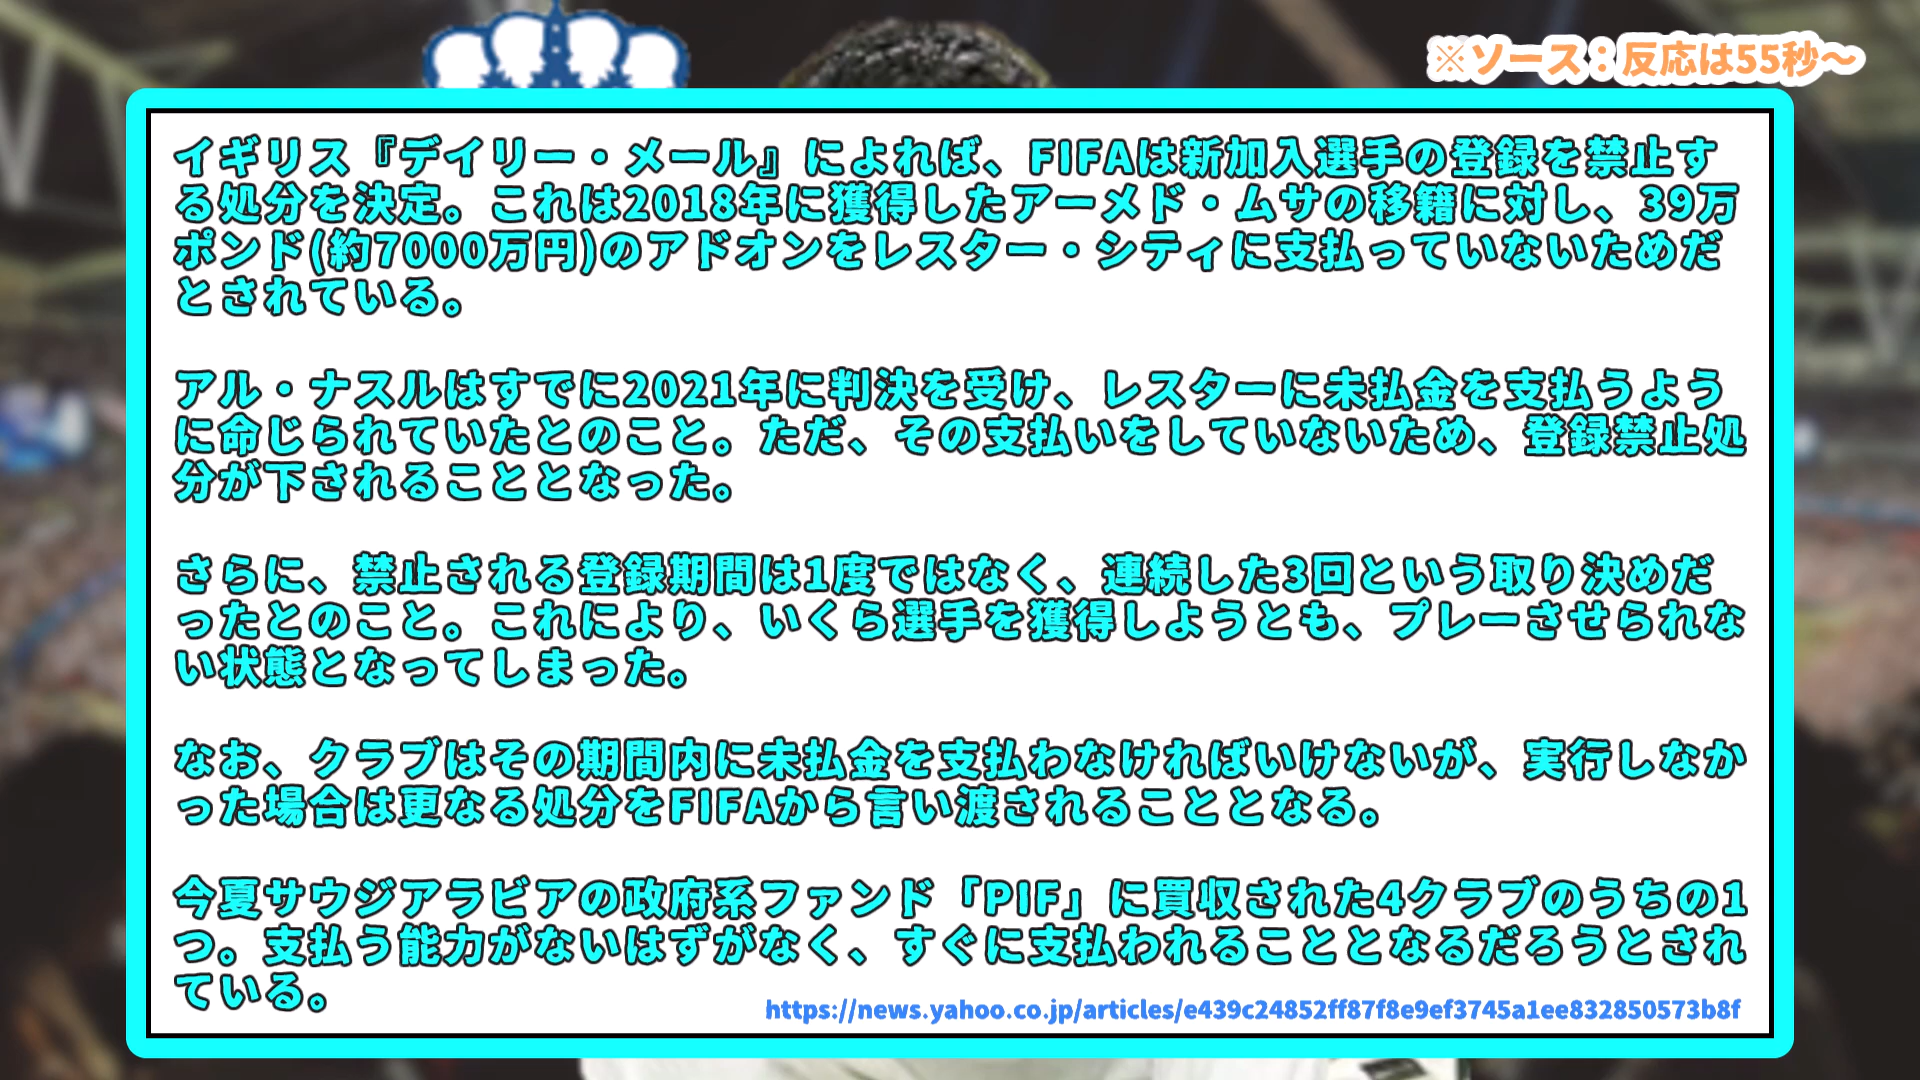 ※ソース：反応は55秒～
イギリス『デイリー・メール』によれば、FIFAは新加入選手の登録を禁止す
る処分を決定。これは2018年に獲得したアーメド・ムサの移籍に対し、39万
ポンド(約7000万円)のアドオンをレスター・シティに支払っていないためだ
とされている。
アル・ナスルはすでに2021年に判決を受け、レスターに未払金を支払うよう
に命じられていたとのこと。ただ、その支払いをしていないため、登録禁止処
分が下されることとなった。
さらに、禁止される登録期間は1度ではなく、連続した3回という取り決めだ
ったとのこと。これにより、いくら選手を獲得しようとも、プレーさせられな
い状態となってしまった。
なお、クラブはその期間内に未払金を支払わなければいけないが、実行しなか
った場合は更なる処分をFIFAから言い渡されることとなる。
今夏サウジアラビアの政府系ファンド「PIF」に買収された4クラブのうちの1
つ。支払う能力がないはずがなく、すぐに支払われることとなるだろうとされ
ている。
https://news.yahoo.co.jp/articles/e439c24852ff87f8e9ef3745a1ee832850573b8f